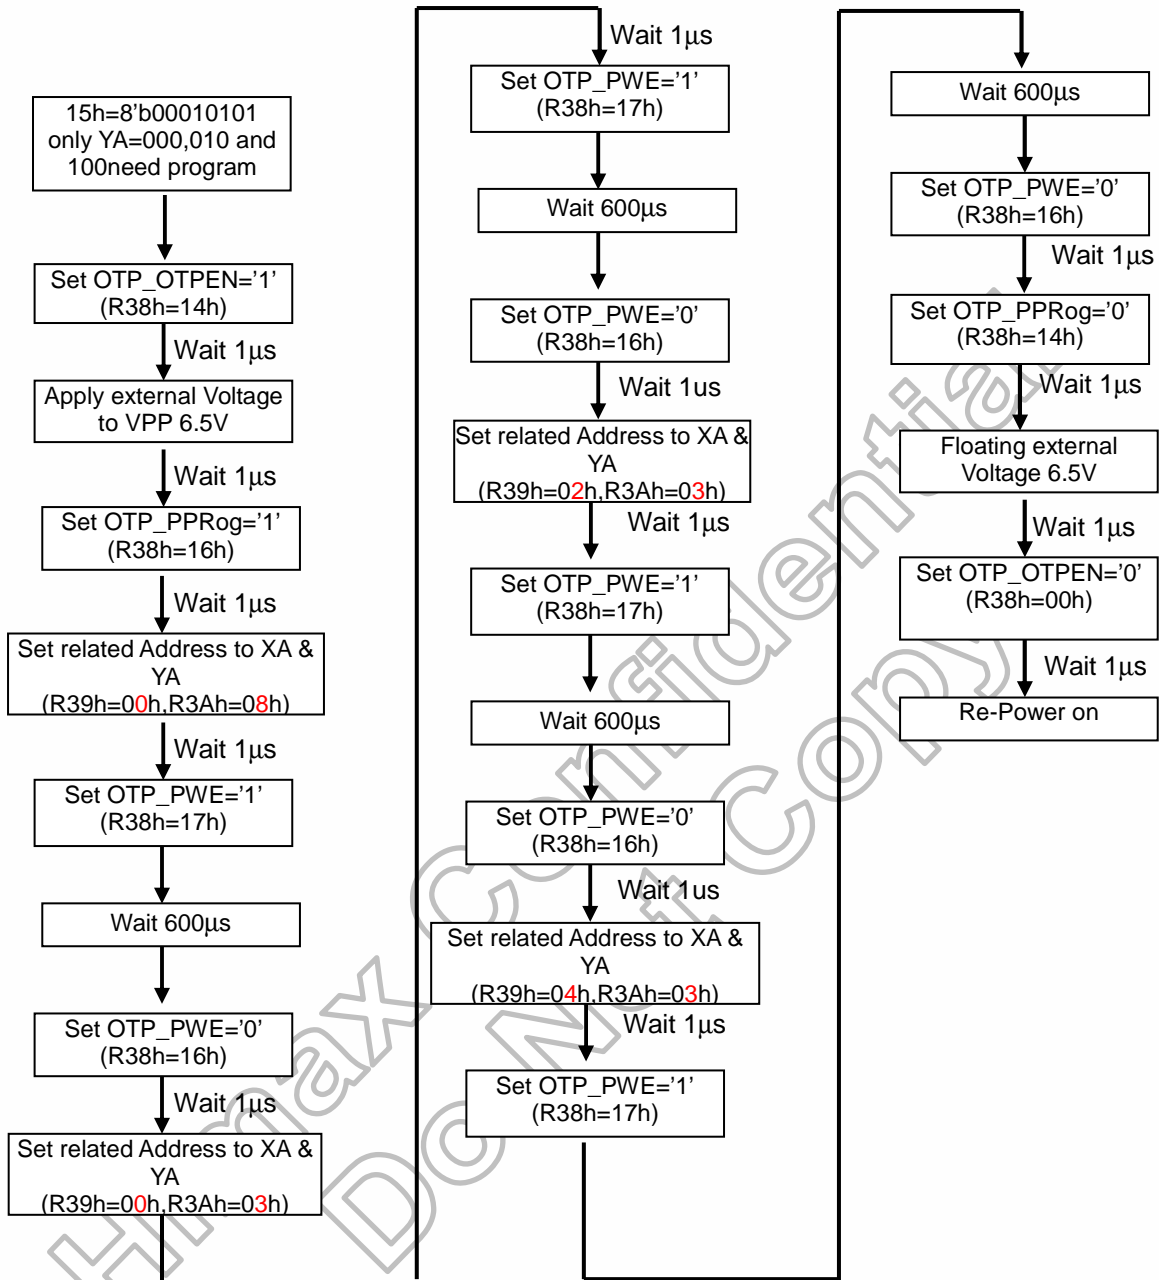 15h=8'b00010101
only YA=000,010 and
100need program
Set OTP_OTPEN='1'
(R38h=14h)
Wait 1μs
Apply external Voltage
to VPP 6.5V
Wait 1μs
Set OTP_PPRog='1'
(R38h=16h)
Wait 1μs
Set related Address to XA &
YA
(R39h=00h,R3Ah=08h)
Wait 1μs
Set OTP_PWE='1'
(R38h=17h)
Wait 600μs
Set OTP_PWE='0'
(R38h=16h)
Wait 1μs
Set related Address to XA &
YA
(R39h=00h,R3Ah=03h)
Wait 1μs
Set OTP_PWE='1'
(R38h=17h)
Wait 600μs
Set OTP_PWE='0'
(R38h=16h)
Wait 1us
Set related Address to XA &
YA
(R39h=02h,R3Ah=03h)
Wait 1μs
Set OTP_PWE='1'
(R38h=17h)
Wait 600μs
Set OTP_PWE='0'
(R38h=16h)
Wait 1us
Set related Address to XA &
YA
(R39h=04h,R3Ah=03h)
Wait 1μs
Set OTP_PWE='1'
(R38h=17h)
Wait 600μs
Set OTP_PWE='0'
(R38h=16h)
Wait 1μs
Set OTP_PPRog='0'
(R38h=14h)
Wait 1μs
Floating external
Voltage 6.5V
Wait 1μs
Set OTP_OTPEN='0'
(R38h=00h)
Wait 1μs
Re-Power on
Himax Confidential
Do Not Copy